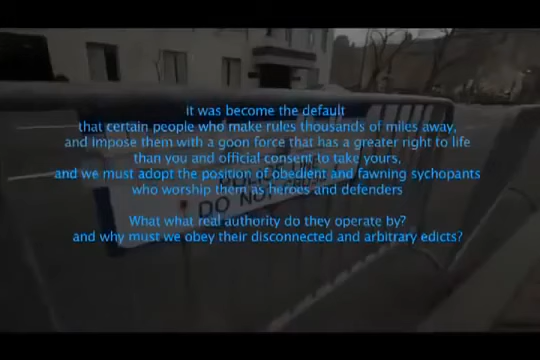 it was become the default
that certain people who make rules thousands of miles away,
and impose them with a goon force that has a greater right to life
than you and official consent to take yours,
and we must adopt the position of obedient and fawning sychopants
who worship them as heroes and defenders
What what real authority do they operate by?
and why must we obey their disconnected and arbitrary edicts?
DO NOT